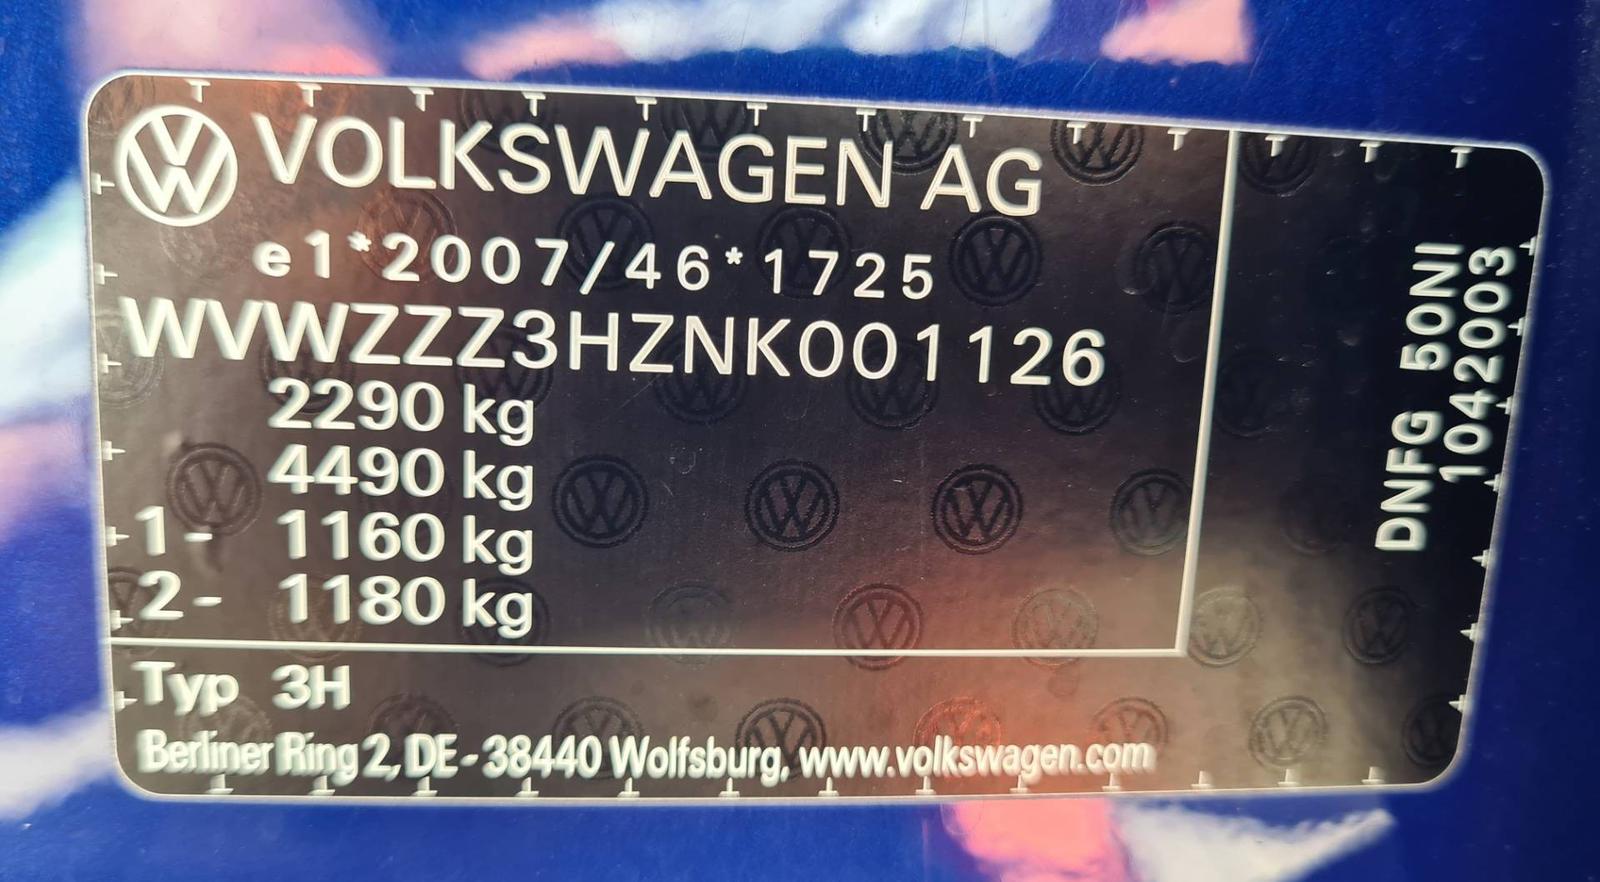 VOLKSWAGEN AG
e1*2007/46*1725
WVWZZZ3HZNK001126
2290 kg
4490 kg
1- 1160 kg
2- 1180 kg
Typ 3H
Berliner Ring 2, DE-38440 Wolfsburg, www.volkswagen.com
DNFG 50NI
1042003